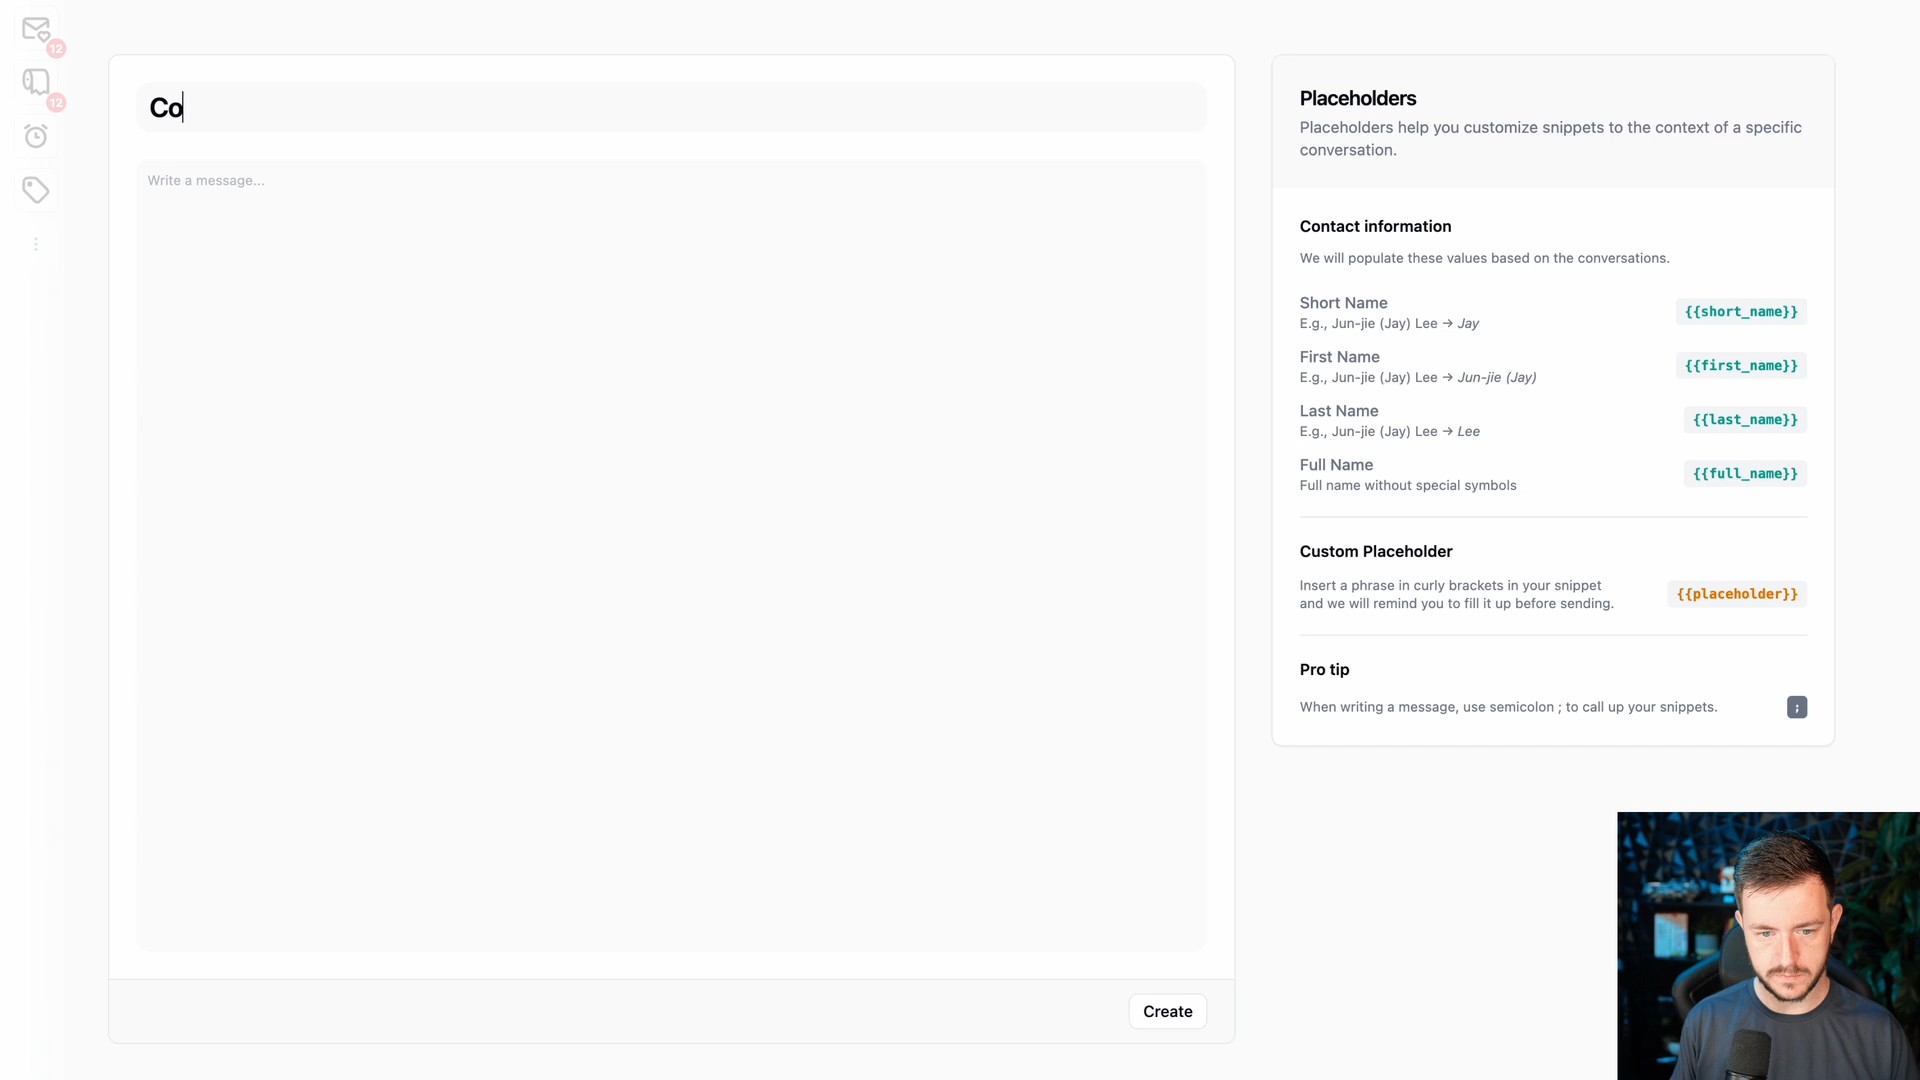 12
12
Co
Write a message...
Create
Placeholders
Placeholders help you customize snippets to the context of a specific
conversation.
Contact information
We will populate these values based on the conversations.
Short Name
E.g., Jun-jie (Jay) Lee → Jay
{{short_name}}
First Name
E.g., Jun-jie (Jay) Lee → Jun-jie (Jay)
{{first_name}}
Last Name
E.g., Jun-jie (Jay) Lee → Lee
{{last_name}}
Full Name
Full name without special symbols
{{full_name}}
Custom Placeholder
Insert a phrase in curly brackets in your snippet
and we will remind you to fill it up before sending.
{{placeholder}}
Pro tip
When writing a message, use semicolon ; to call up your snippets.
;